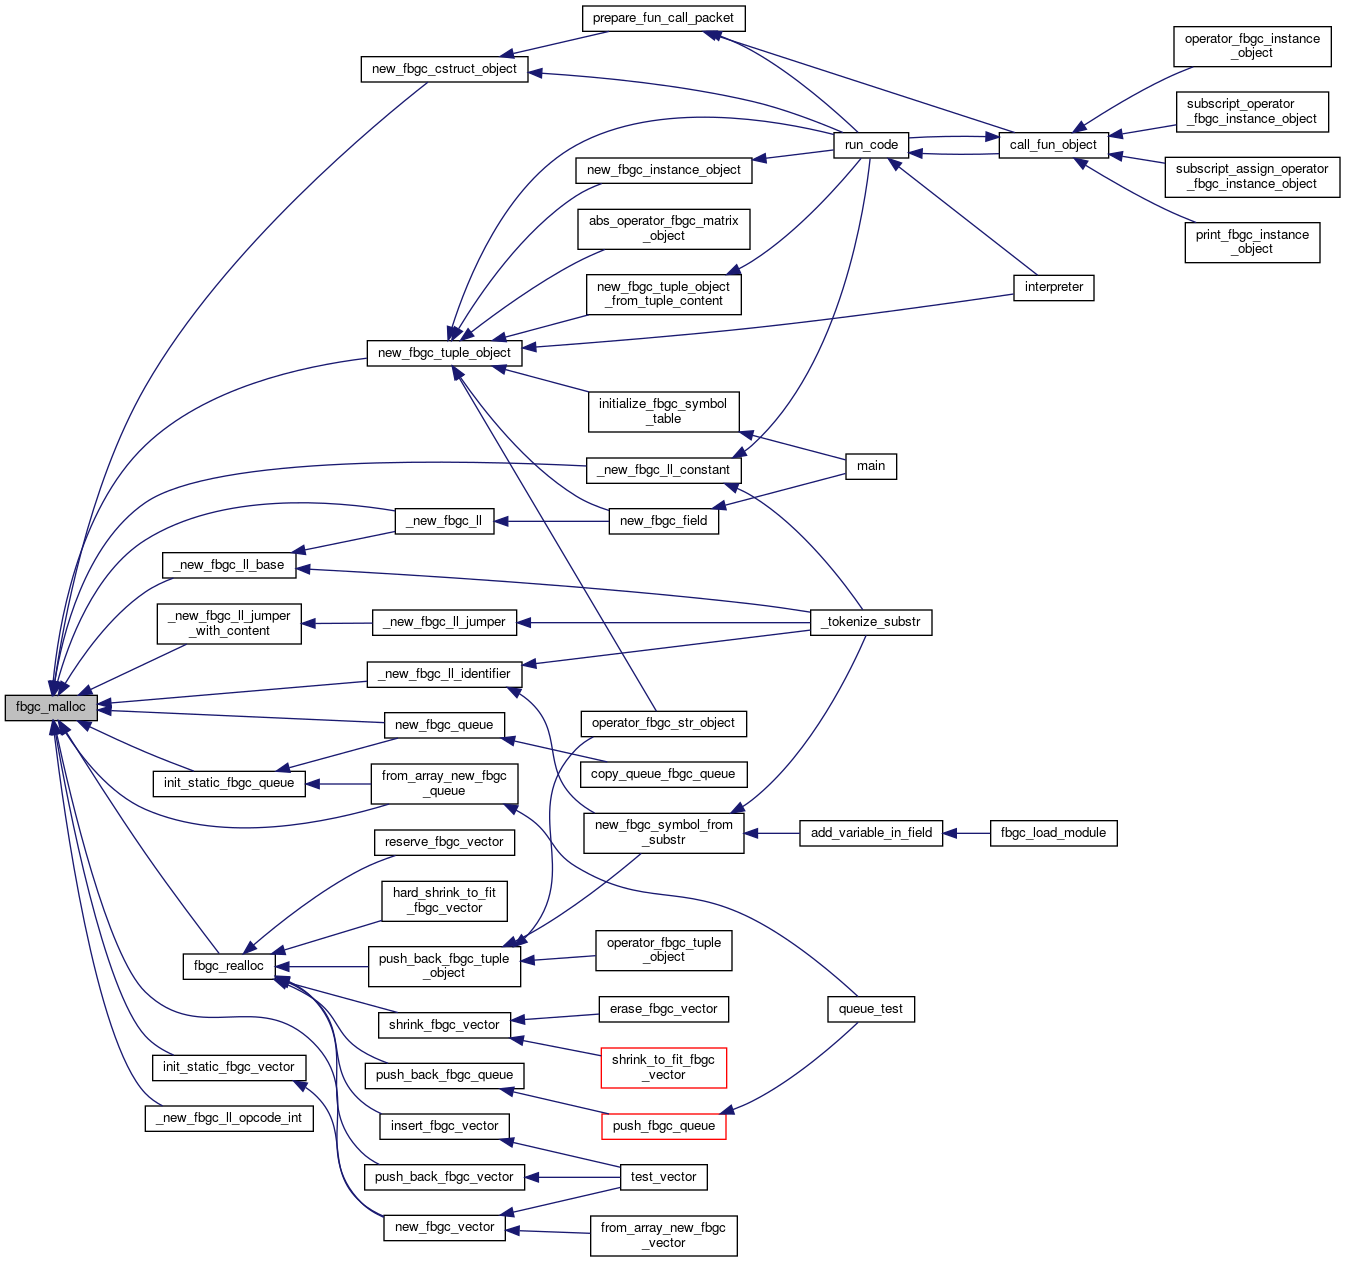 prepare_fun_call_packet
operator_fbgc_instance
_object
new_fbgc_cstruct_object
subscript_operator
_fbgc_instance_object
run_code
call_fun_object
new_fbgc_instance_object
subscript_assign_operator
_fbgc_instance_object
abs_operator_fbgc_matrix
_object
print_fbgc_instance
_object
new_fbgc_tuple_object
_from_tuple_content
interpreter
new_fbgc_tuple_object
initialize_fbgc_symbol
_table
_new_fbgc_ll_constant
main
_new_fbgc_ll
new_fbgc_field
_new_fbgc_ll_base
_new_fbgc_ll_jumper
_with_content
_new_fbgc_ll_jumper
_tokenize_substr
_new_fbgc_ll_identifier
fbgc_malloc
new_fbgc_queue
operator_fbgc_str_object
init_static_fbgc_queue
from_array_new_fbgc
_queue
copy_queue_fbgc_queue
new_fbgc_symbol_from
_substr
add_variable_in_field
fbgc_load_module
reserve_fbgc_vector
hard_shrink_to_fit
_fbgc_vector
fbgc_realloc
push_back_fbgc_tuple
_object
operator_fbgc_tuple
_object
shrink_fbgc_vector
erase_fbgc_vector
queue_test
init_static_fbgc_vector
push_back_fbgc_queue
shrink_to_fit_fbgc
_vector
_new_fbgc_ll_opcode_int
insert_fbgc_vector
push_fbgc_queue
push_back_fbgc_vector
test_vector
new_fbgc_vector
from_array_new_fbgc
_vector